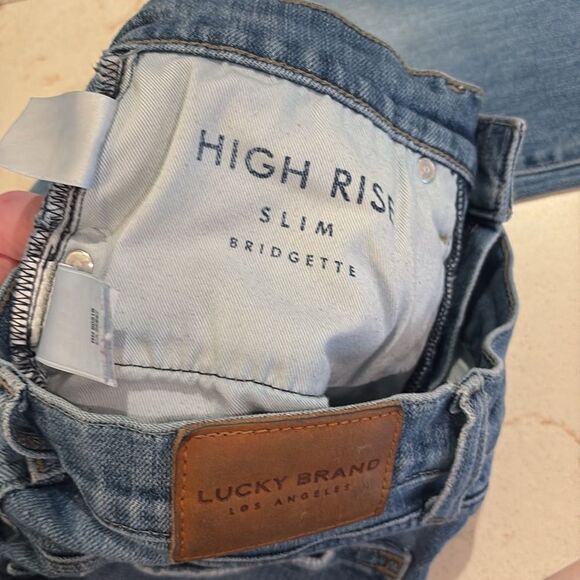 HIGH RISE
SLIM
BRIDGETTE
LUCKY BRAND
LOS ANGELES